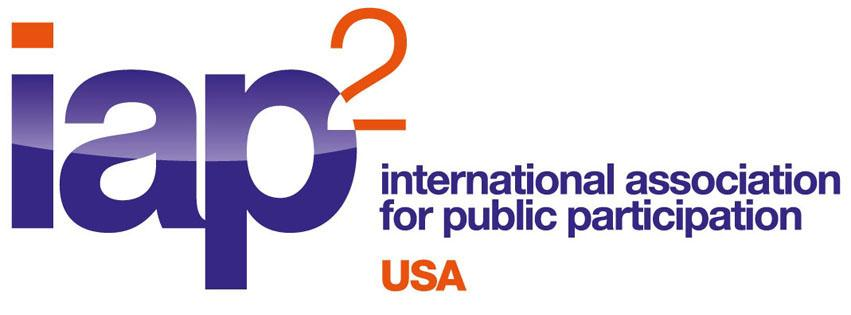 iap2
international association
for public participation
USA